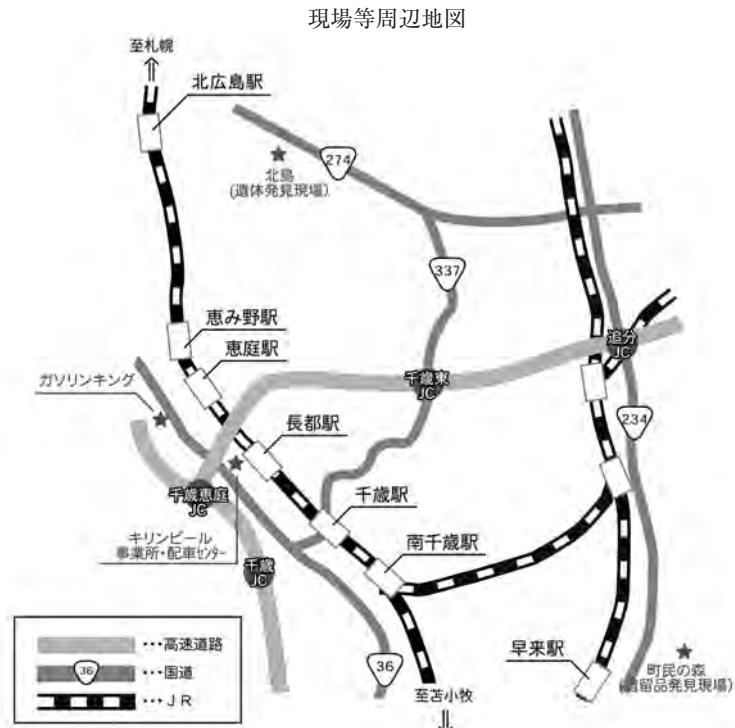 現場等周辺地図
至札幌
北広島駅
274
北島
(遺体発見現場)
337
恵み野駅
恵庭駅
追分
JC
ガソリンキング
千歳東
JC
長都駅
234
千歳恵庭
JC
千歳駅
キリンビール
事業所・配車センター
南千歳駅
千歳
JC
早来駅
36
町民の森
(遺留品発見現場)
至苫小牧
…高速道路
36
…国道
…JR